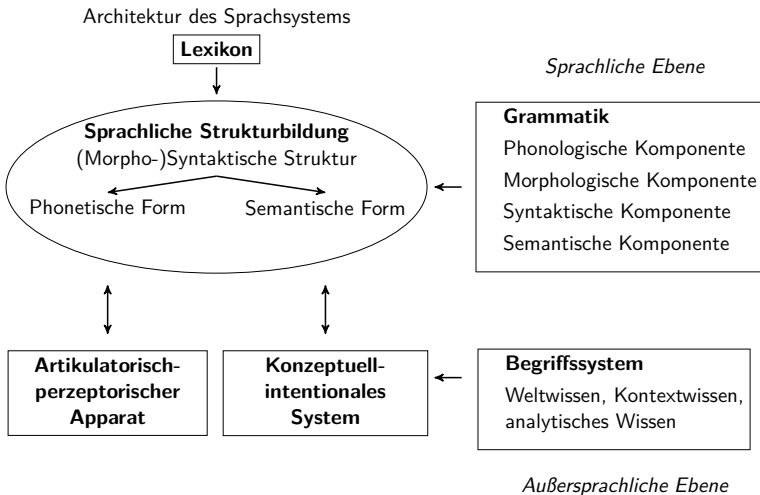 Architektur des Sprachsystems
Lexikon
Sprachliche Ebene
Sprachliche Strukturbildung
(Morpho-)Syntaktische Struktur
Phonetische Form
Semantische Form
Grammatik
Phonologische Komponente
Morphologische Komponente
Syntaktische Komponente
Semantische Komponente
Artikulatorisch-
perzeptorischer
Apparat
Konzeptuell-
intentionales
System
Begriffssystem
Weltwissen, Kontextwissen,
analytisches Wissen
Außersprachliche Ebene